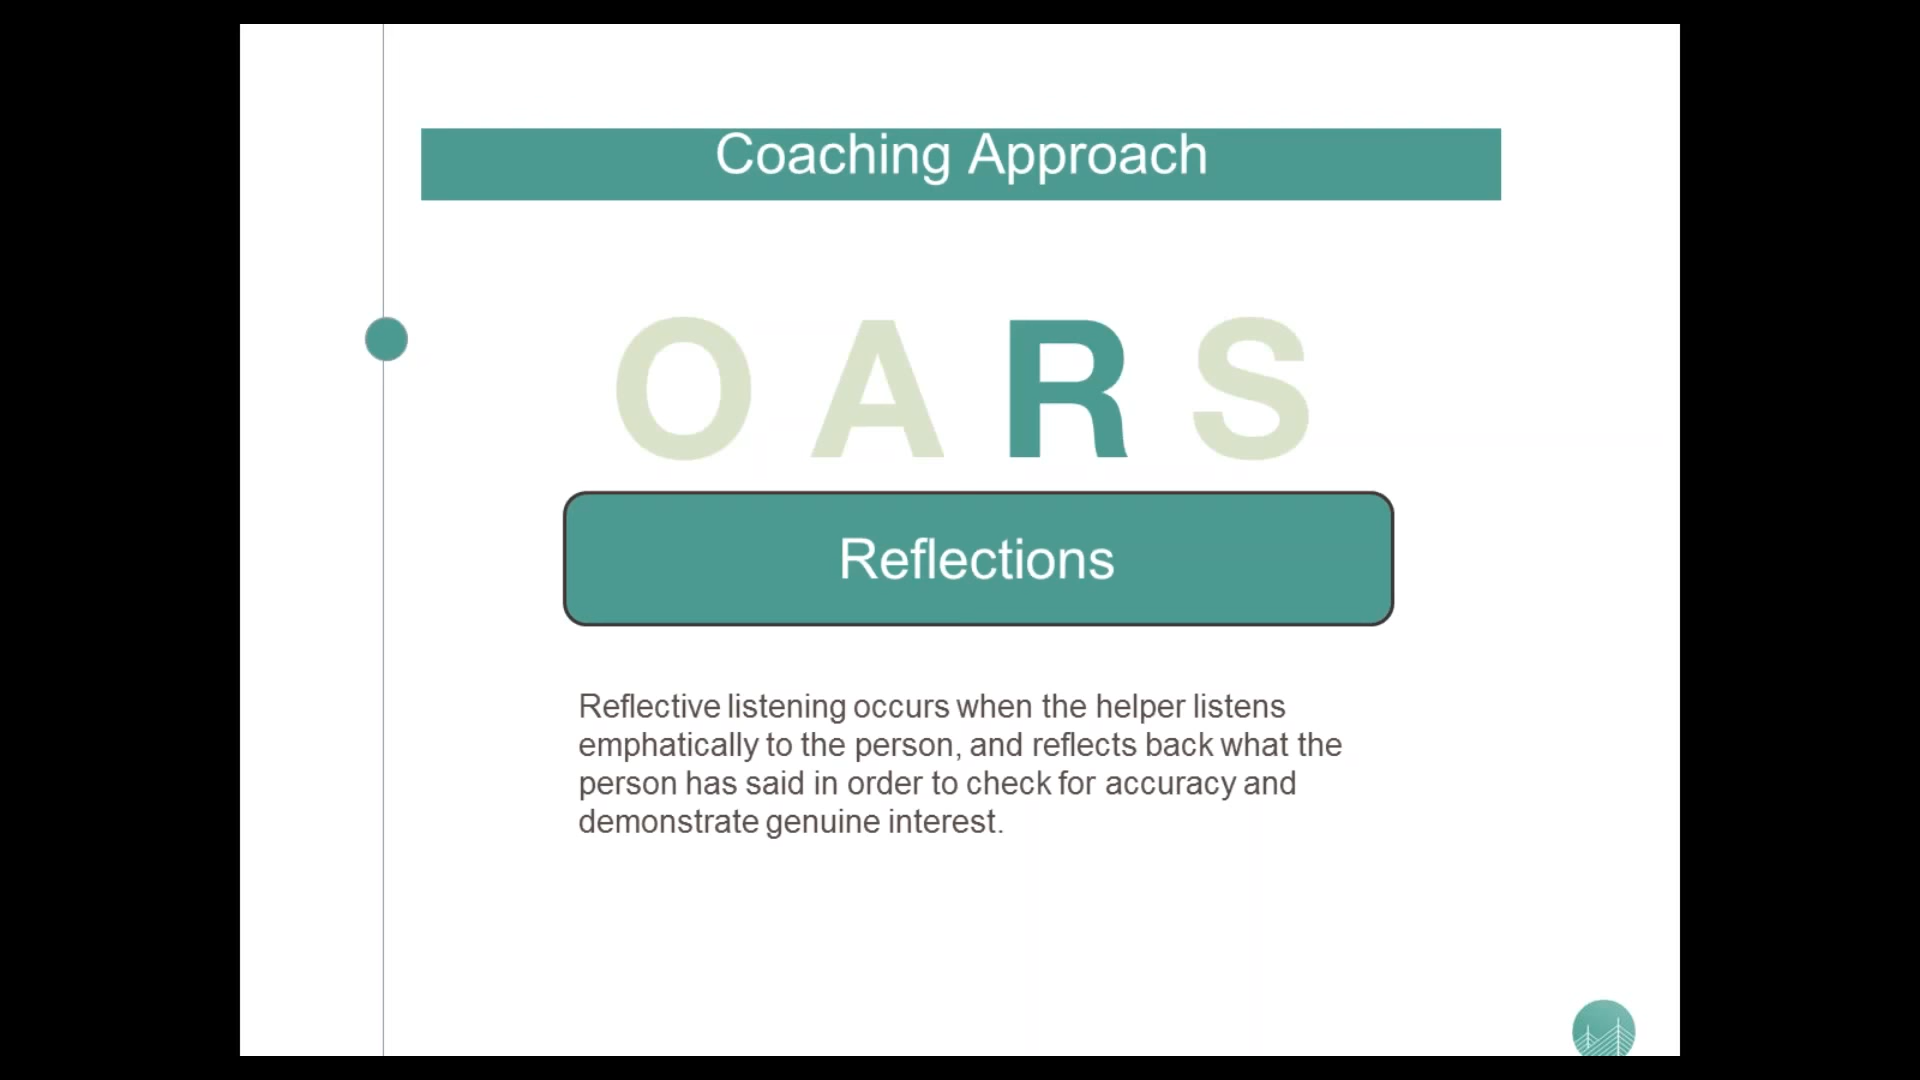 Coaching Approach
O A R S
Reflections
Reflective listening occurs when the helper listens
emphatically to the person, and reflects back what the
person has said in order to check for accuracy and
demonstrate genuine interest.